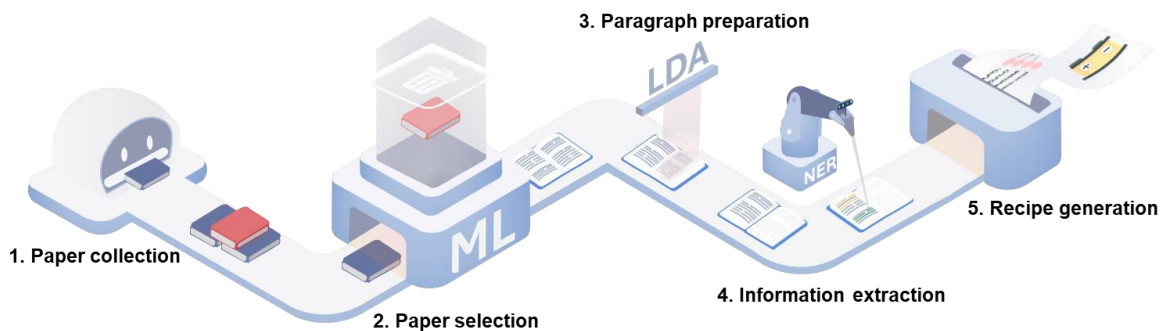 1. Paper collection
2. Paper selection
ML
3. Paragraph preparation
LDA
4. Information extraction
NER
5. Recipe generation
+
-